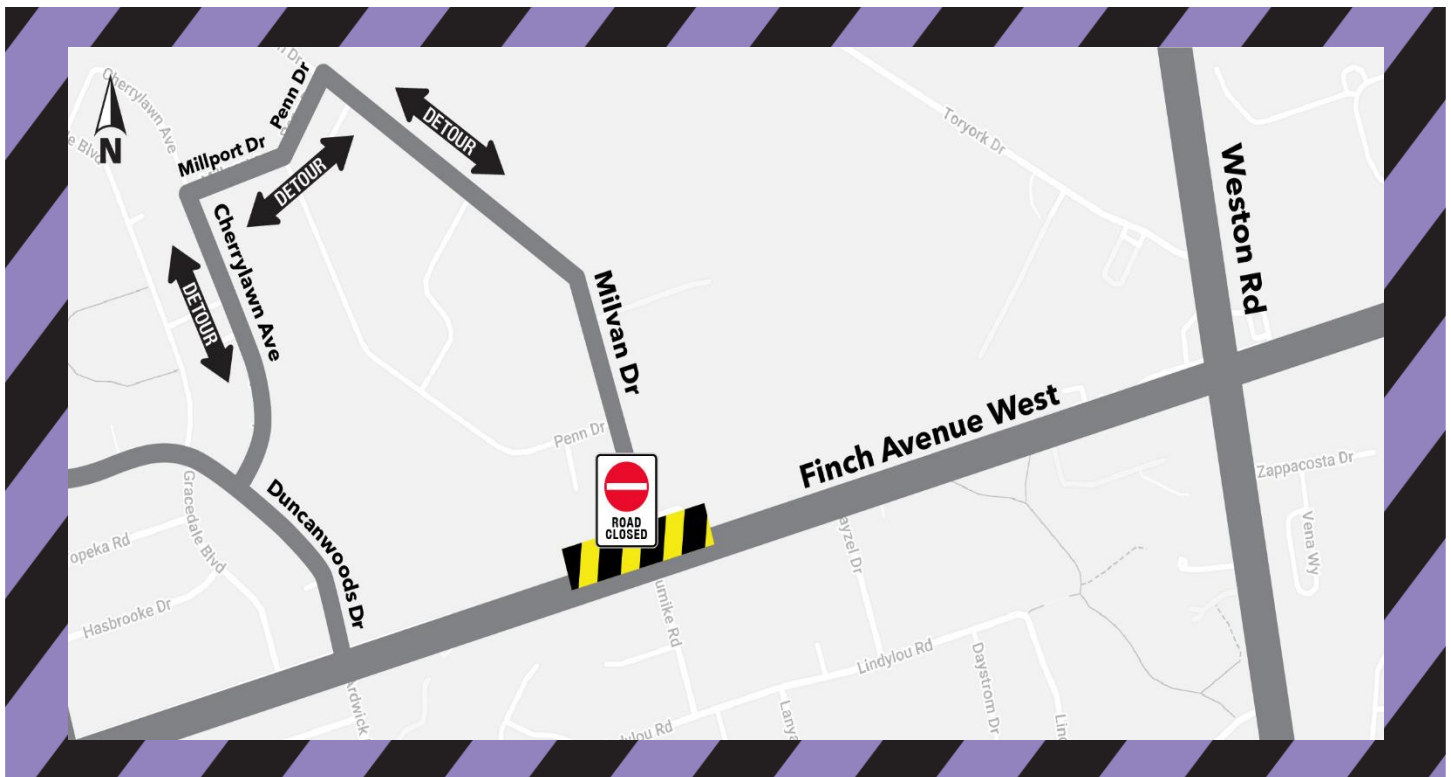 Cherrylawn Ave
Penn Dr
N
Millport Dr
DETOUR
DETOUR
Toryork Dr
Weston Rd
Cherrylawn Ave
DETOUR
Milvan Dr
Finch Avenue West
Penn Dr
ROAD
CLOSED
Zappacosta Dr
Gracedale Blvd
Duncanwoods Dr
Vena Wy
Hasbrooke Dr
Lindylou Rd
Daystrom Dr